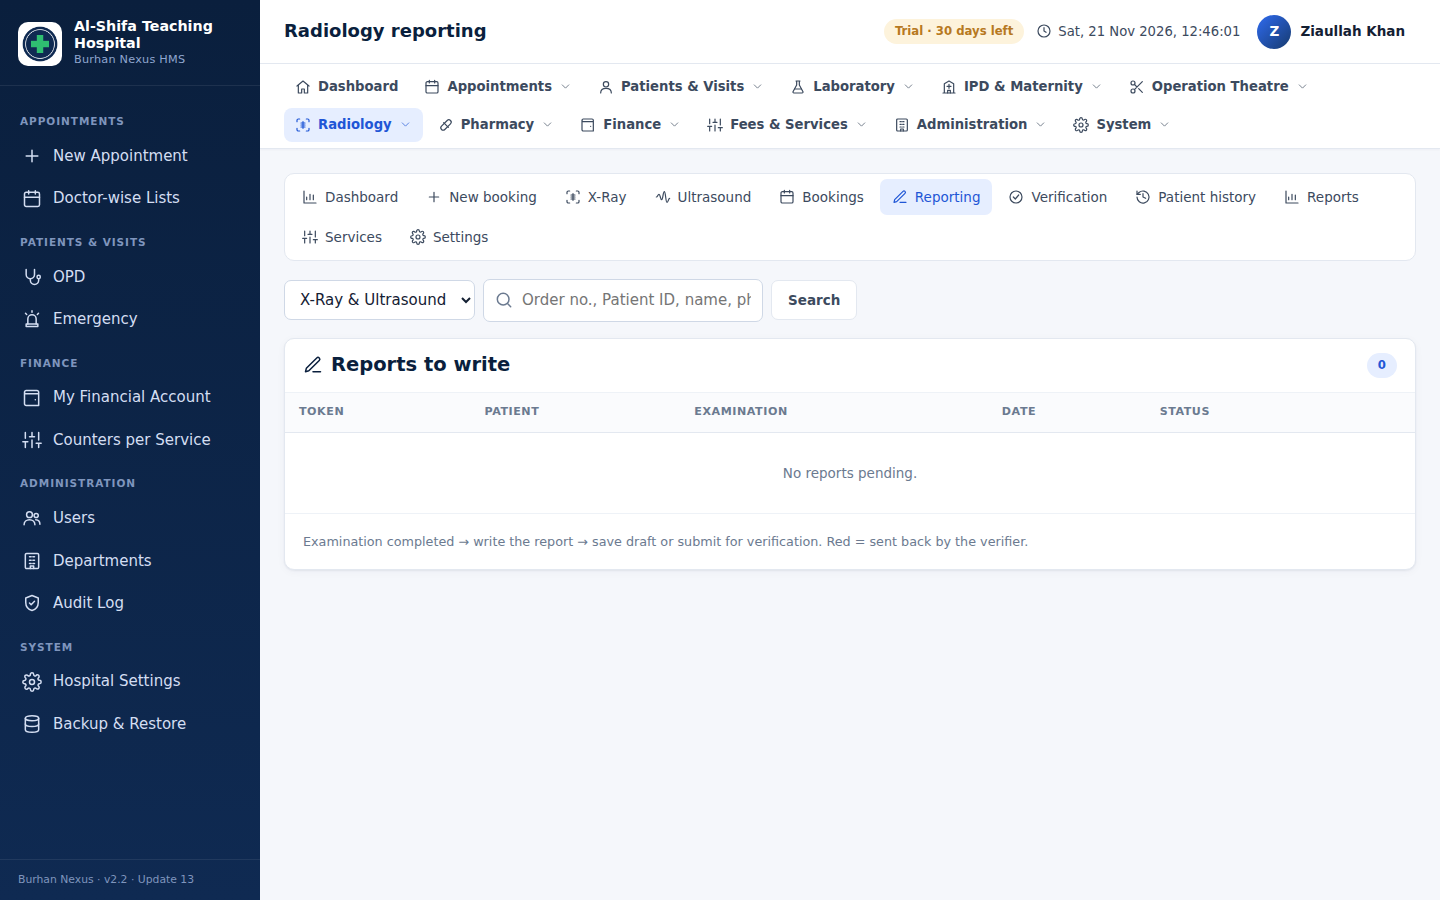 Al-Shifa Teaching
Hospital
Burhan Nexus HMS
APPOINTMENTS
New Appointment
Doctor-wise Lists
PATIENTS & VISITS
OPD
Emergency
FINANCE
My Financial Account
Counters per Service
ADMINISTRATION
Users
Departments
Audit Log
SYSTEM
Hospital Settings
Backup & Restore
Burhan Nexus · v2.2 · Update 13
Radiology reporting
Trial · 30 days left
Sat, 21 Nov 2026, 12:46:01
Z
Ziaullah Khan
Dashboard Appointments Patients & Visits Laboratory IPD & Maternity Operation Theatre
Radiology Pharmacy Finance Fees & Services Administration System
Dashboard New booking X-Ray Ultrasound Bookings Reporting Verification Patient history Reports
Services Settings
X-Ray & Ultrasound Order no., Patient ID, name, ph Search
Reports to write 0
TOKEN PATIENT EXAMINATION DATE STATUS
No reports pending.
Examination completed → write the report → save draft or submit for verification. Red = sent back by the verifier.